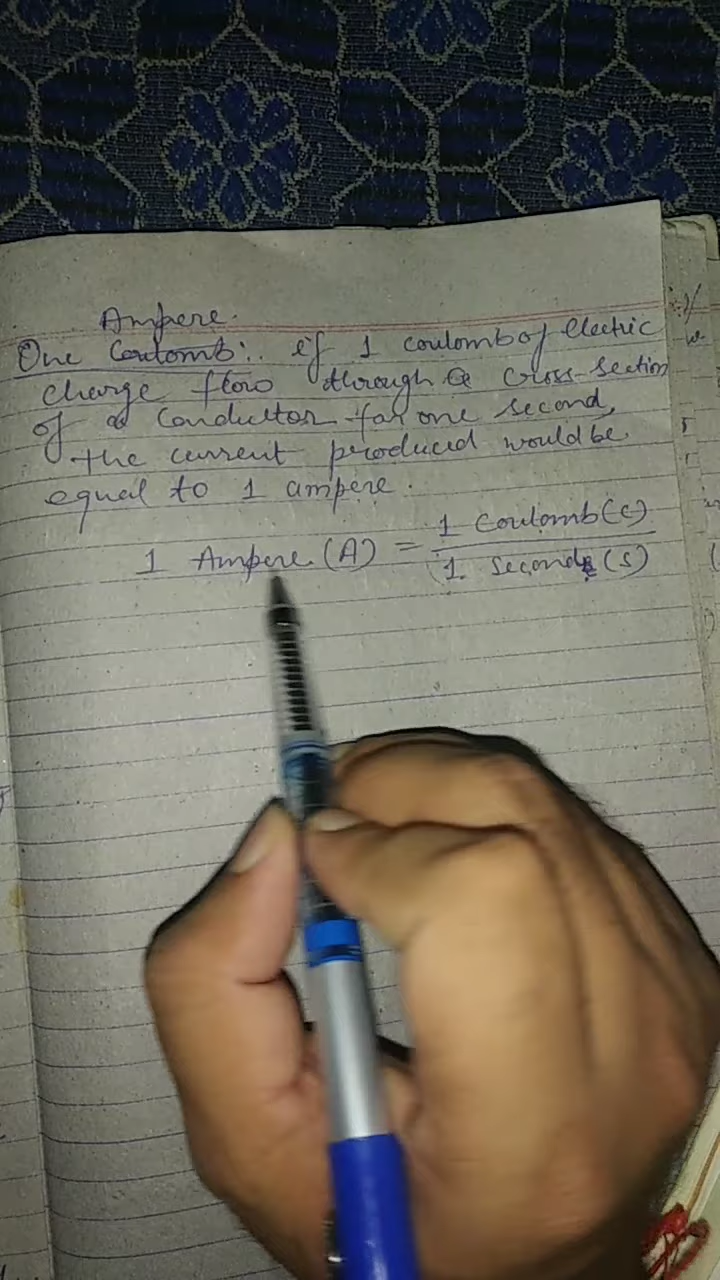 Ampere.
One Coulomb:. if 1 coulomb of Electric
charge flow through a cross-section
of a conductor for one second,
the current produced would be
equal to 1 ampere.
1 Ampere (A) = 1 Coulomb (C)
1 Second (S)